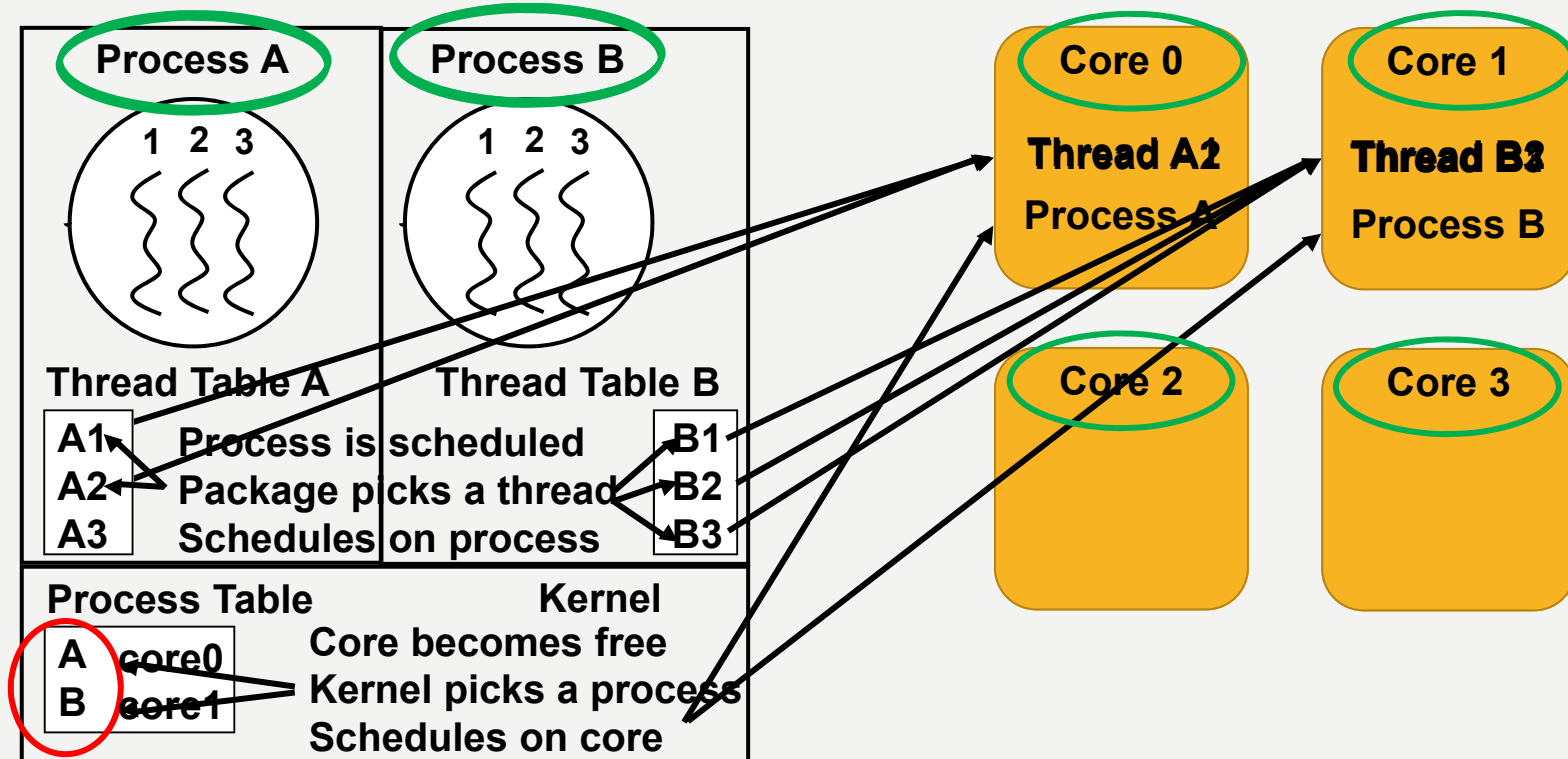 Process A
1 2 3
Thread Table A
A1
A2
A3
Process B
1 2 3
Thread Table B
B1
B2
B3
Process is scheduled
Package picks a thread
Schedules on process
Process Table
A core0
B core1
Kernel
Core becomes free
Kernel picks a process
Schedules on core
Core 0
Thread
Process A
Core 1
Thread
Process B
Core 2
Core 3